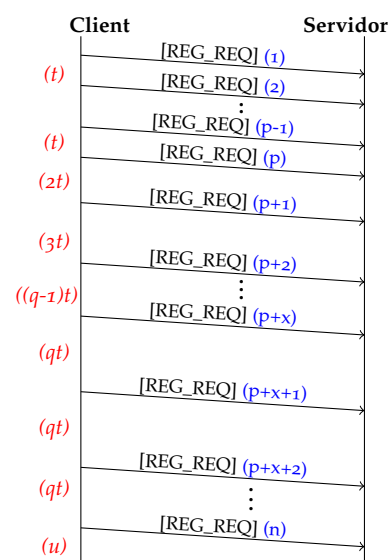 Client Servidor
[REG_REQ] (1)
(t)
[REG_REQ] (2)
⋮
[REG_REQ] (p-1)
(t)
[REG_REQ] (p)
(2t)
[REG_REQ] (p+1)
(3t)
[REG_REQ] (p+2)
((q-1)t)
⋮
[REG_REQ] (p+x)
(qt)
[REG_REQ] (p+x+1)
(qt)
[REG_REQ] (p+x+2)
(qt)
⋮
[REG_REQ] (n)
(u)